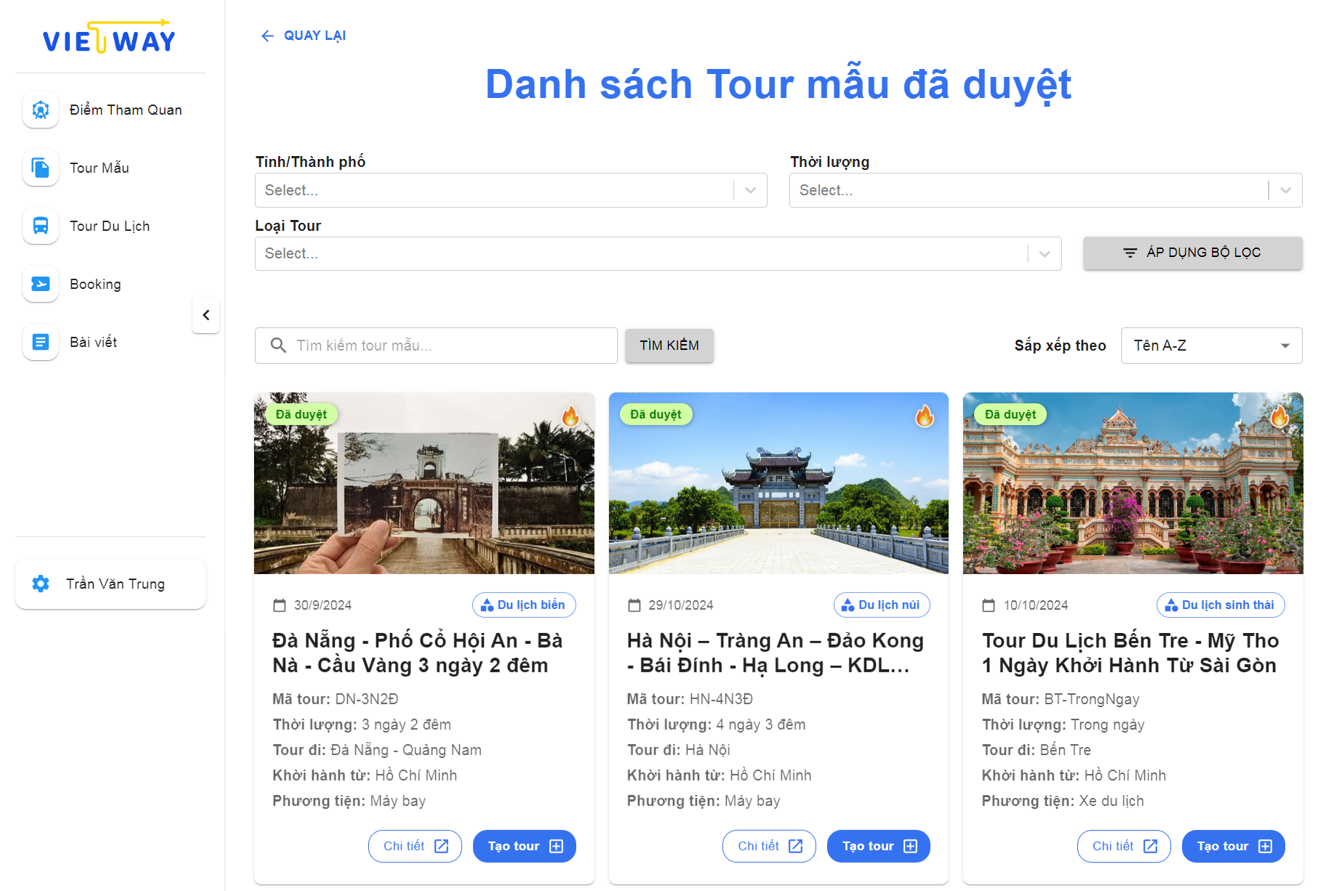 VIETWAY
QUAY LẠI
Danh sách Tour mẫu đã duyệt
Điểm Tham Quan
Tour Mẫu
Tour Du Lịch
Booking
Bài viết
Trần Văn Trung
Tỉnh/Thành phố
Thời lượng
Select...
Select...
Loại Tour
Select...
ÁP DỤNG BỘ LỌC
Tìm kiếm tour mẫu...
TÌM KIẾM
Sắp xếp theo
Tên A-Z
Đã duyệt
30/9/2024
Du lịch biển
Đà Nẵng - Phố Cổ Hội An - Bà
Nà - Cầu Vàng 3 ngày 2 đêm
Mã tour: DN-3N2Đ
Thời lượng: 3 ngày 2 đêm
Tour đi: Đà Nẵng - Quảng Nam
Khởi hành từ: Hồ Chí Minh
Phương tiện: Máy bay
Chi tiết
Tạo tour
Đã duyệt
29/10/2024
Du lịch núi
Hà Nội – Tràng An – Đảo Kong
- Bái Đính - Hạ Long – KDL...
Mã tour: HN-4N3Đ
Thời lượng: 4 ngày 3 đêm
Tour đi: Hà Nội
Khởi hành từ: Hồ Chí Minh
Phương tiện: Máy bay
Chi tiết
Tạo tour
Đã duyệt
10/10/2024
Du lịch sinh thái
Tour Du Lịch Bến Tre - Mỹ Tho
1 Ngày Khởi Hành Từ Sài Gòn
Mã tour: BT-TrongNgay
Thời lượng: Trong ngày
Tour đi: Bến Tre
Khởi hành từ: Hồ Chí Minh
Phương tiện: Xe du lịch
Chi tiết
Tạo tour